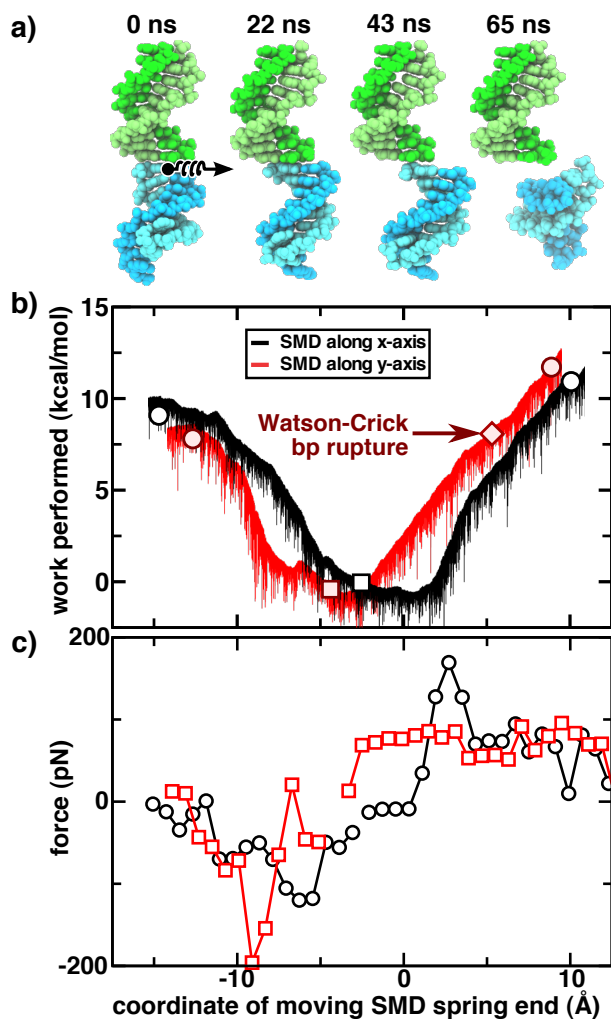 a)
0 ns 22 ns 43 ns 65 ns
b)
15
10
5
0
work performed (kcal/mol)
SMD along x-axis
SMD along y-axis
Watson-Crick
bp rupture
c)
200
0
-200
force (pN)
-10 0 10
coordinate of moving SMD spring end (Å)